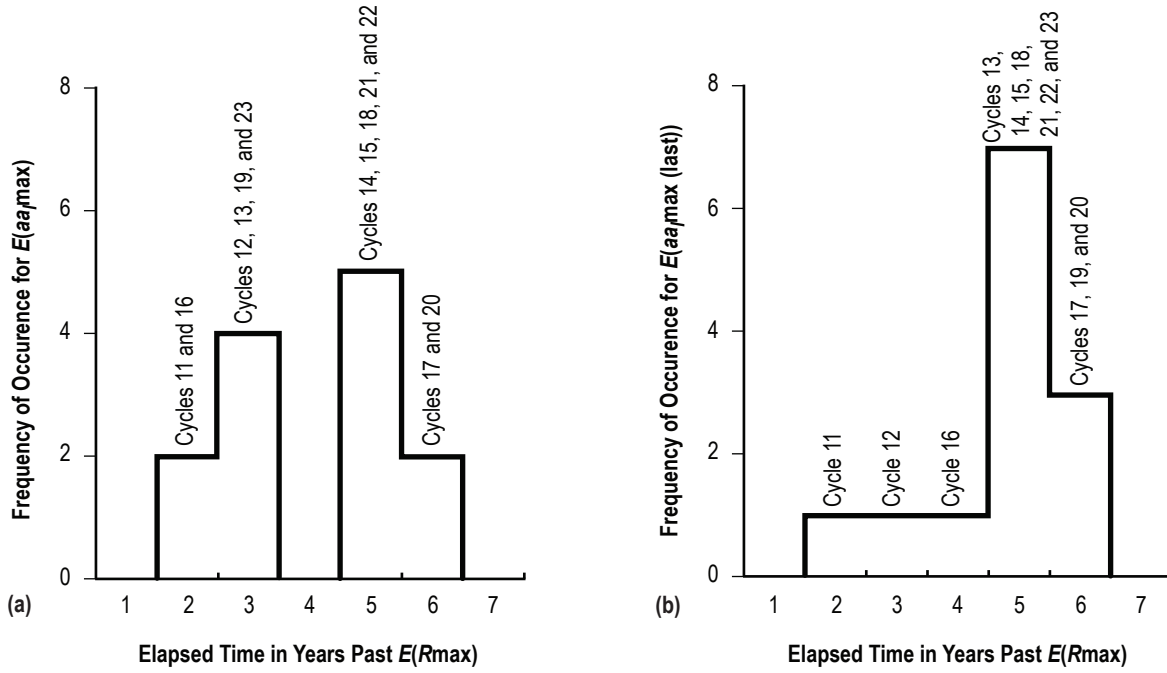 Frequency of Occurence for E(aaImax)
8
6
4
2
0
Cycles 11 and 16
Cycles 12, 13, 19, and 23
Cycles 14, 15, 18, 21, and 22
Cycles 17 and 20
1 2 3 4 5 6 7
(a)
Elapsed Time in Years Past E(Rmax)
Frequency of Occurence for E(aaImax (last))
8
6
4
2
0
Cycle 11
Cycle 12
Cycle 16
Cycles 13,
14, 15, 18,
21, 22, and 23
Cycles 17, 19, and 20
1 2 3 4 5 6 7
(b)
Elapsed Time in Years Past E(Rmax)